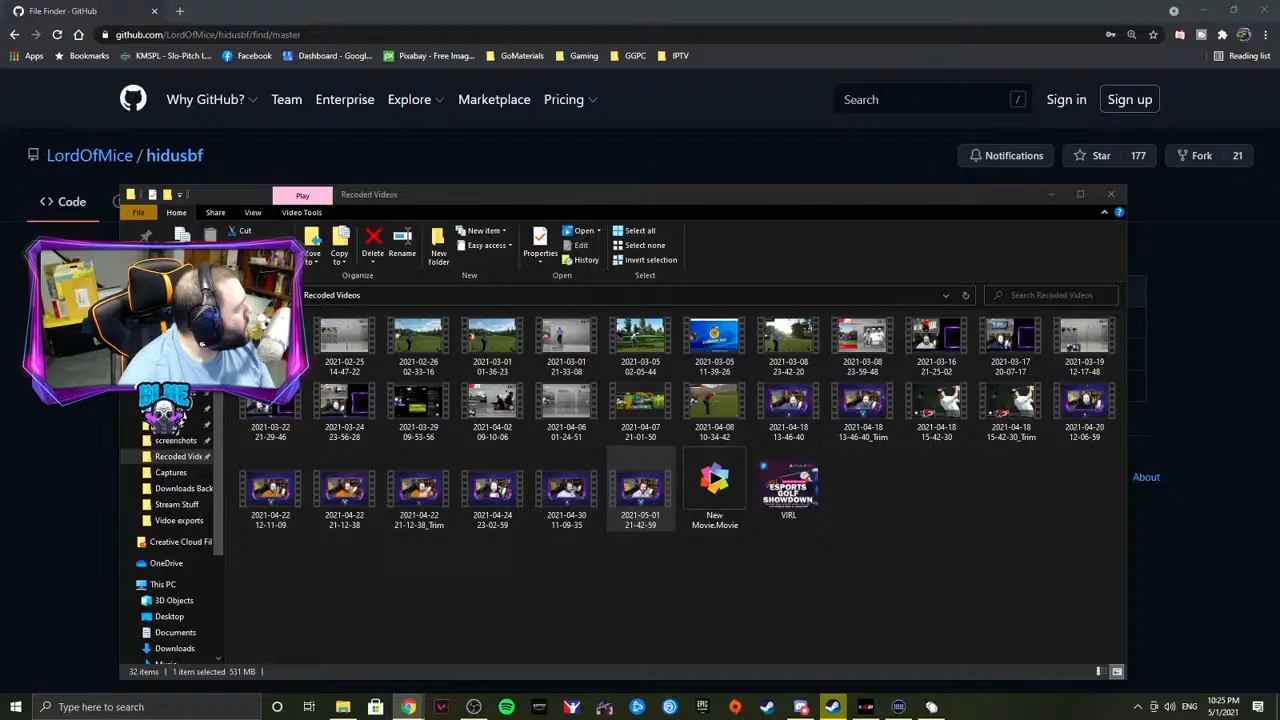 File Finder · GitHub
github.com/LordOfMice/hidusbf/find/master
Apps
Bookmarks
KMSPL - Slo-Pitch L...
Facebook
Dashboard - Googl...
Pixabay - Free Imag...
GoMaterials
Gaming
GGPC
IPTV
Reading list
Why GitHub?
Team
Enterprise
Explore
Marketplace
Pricing
Search
/
Sign in
Sign up
LordOfMice / hidusbf
Notifications
Star 177
Fork 21
<> Code
Play
Recoded Videos
File
Home
Share
View
Video Tools
Cut
Move to
Copy to
Delete
Rename
New folder
New item
Easy access
Properties
Open
Edit
History
Select all
Select none
Invert selection
Organize
New
Open
Select
Recoded Videos
Search Recoded Videos
2021-02-25 14-47-22
2021-02-26 02-33-16
2021-03-01 01-36-23
2021-03-01 21-33-08
2021-03-05 02-05-44
2021-03-05 11-39-26
2021-03-08 23-42-20
2021-03-08 23-59-48
2021-03-16 21-25-02
2021-03-17 20-07-17
2021-03-19 12-17-48
2021-03-22 21-29-46
2021-03-24 23-56-28
2021-03-29 09-53-56
2021-04-02 09-10-06
2021-04-06 01-24-51
2021-04-07 21-01-50
2021-04-08 10-34-42
2021-04-18 13-46-40
2021-04-18 13-46-40_Trim
2021-04-18 15-42-30
2021-04-18 15-42-30_Trim
2021-04-20 12-06-59
2021-04-22 12-11-09
2021-04-22 21-12-38
2021-04-22 21-12-38_Trim
2021-04-24 23-02-59
2021-04-30 11-09-35
2021-05-01 21-42-59
New Movie.Movie
ESPORTS GOLF SHOWDOWN
VIRL
BLUE
screenshots
Recoded Vide
Captures
Downloads Back
Stream Stuff
Vidoe exports
Creative Cloud Fil
OneDrive
This PC
3D Objects
Desktop
Documents
Downloads
About
32 items
1 item selected 531 MB
Type here to search
EPIC
10:25 PM
5/1/2021